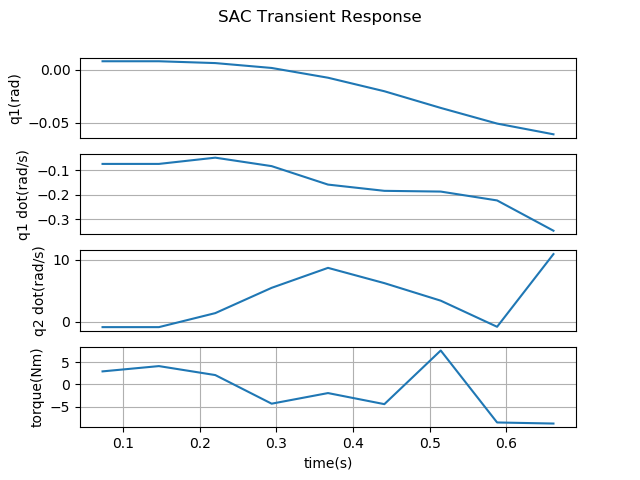 SAC Transient Response
0.00
−0.05
q1(rad)
−0.1
−0.2
−0.3
q1 dot(rad/s)
10
0
q2 dot(rad/s)
5
0
−5
torque(Nm)
0.1 0.2 0.3 0.4 0.5 0.6
time(s)